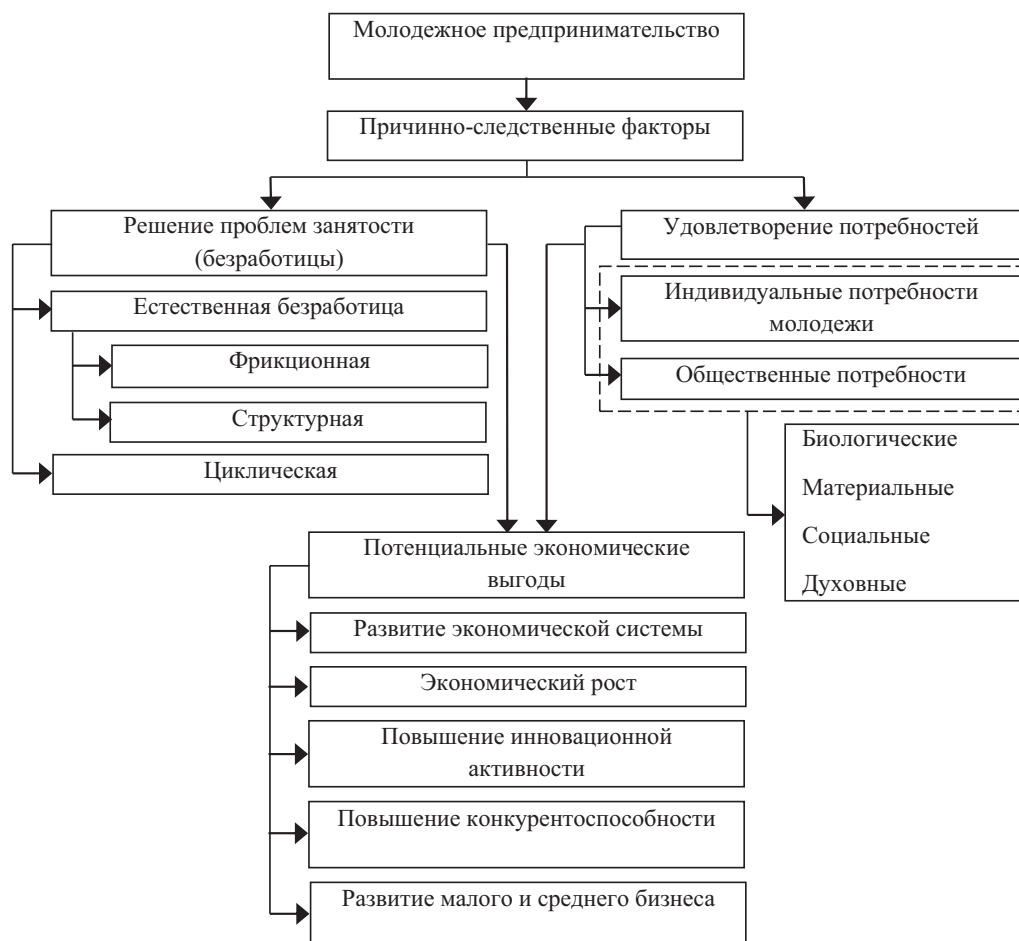 Молодежное предпринимательство
Причинно-следственные факторы
Решение проблем занятости
(безработицы)
Естественная безработица
Фрикционная
Структурная
Циклическая
Удовлетворение потребностей
Индивидуальные потребности
молодежи
Общественные потребности
Биологические
Материальные
Социальные
Духовные
Потенциальные экономические
выгоды
Развитие экономической системы
Экономический рост
Повышение инновационной
активности
Повышение конкурентоспособности
Развитие малого и среднего бизнеса